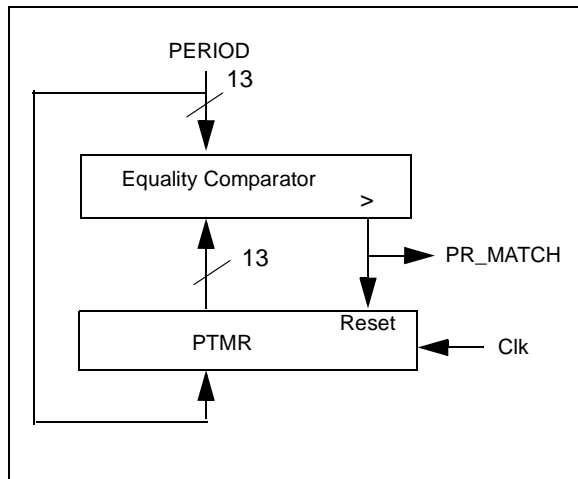 PERIOD
13
Equality Comparator
>
13
PR_MATCH
Reset
PTMR
Clk